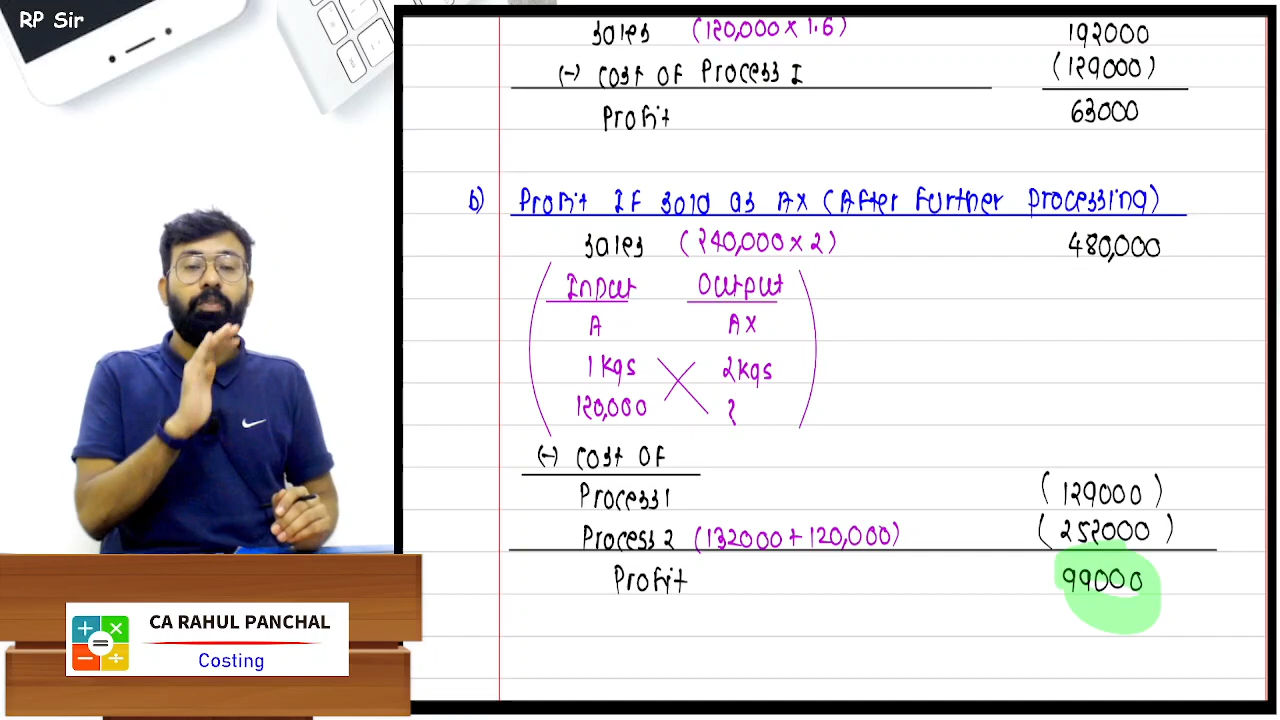 RP Sir
Sales (120,000 x 1.6) 192000
(-) Cost of Process I (129000)
Profit 63000
b) Profit If Sold as AX (After Further Processing)
Sales (240,000 x 2) 480,000
Input Output
A AX
1 Kgs 2 Kgs
120,000 ?
(-) Cost Of
Process 1 (129000)
Process 2 (132000 + 120,000) (252000)
Profit 99000
CA RAHUL PANCHAL
Costing